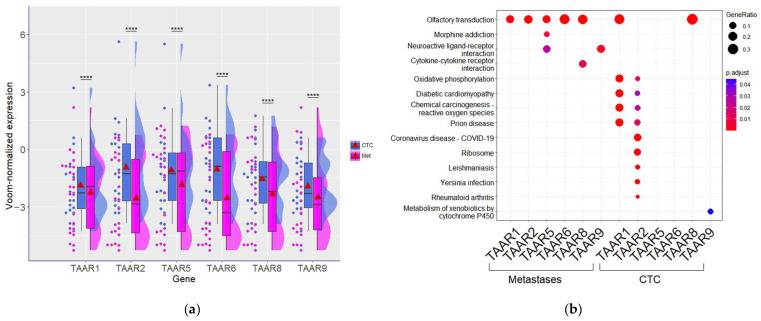 ****
****
****
****
****
****
Voom-normalized expression
6
3
0
−3
TAAR1 TAAR2 TAAR5 TAAR6 TAAR8 TAAR9
Gene
CTC
Met
(a)
Olfactory transduction
Morphine addiction
Neuroactive ligand-receptor
interaction
Cytokine-cytokine receptor
interaction
Oxidative phosphorylation
Diabetic cardiomyopathy
Chemical carcinogenesis -
reactive oxygen species
Prion disease
Coronavirus disease - COVID-19
Ribosome
Leishmaniasis
Yersinia infection
Rheumatoid arthritis
Metabolism of xenobiotics by
cytochrome P450
TAAR1 TAAR2 TAAR5 TAAR6 TAAR8 TAAR9 TAAR1 TAAR2 TAAR5 TAAR6 TAAR8 TAAR9
Metastases CTC
GeneRatio
0.1
0.2
0.3
p.adjust
0.04
0.03
0.02
0.01
(b)